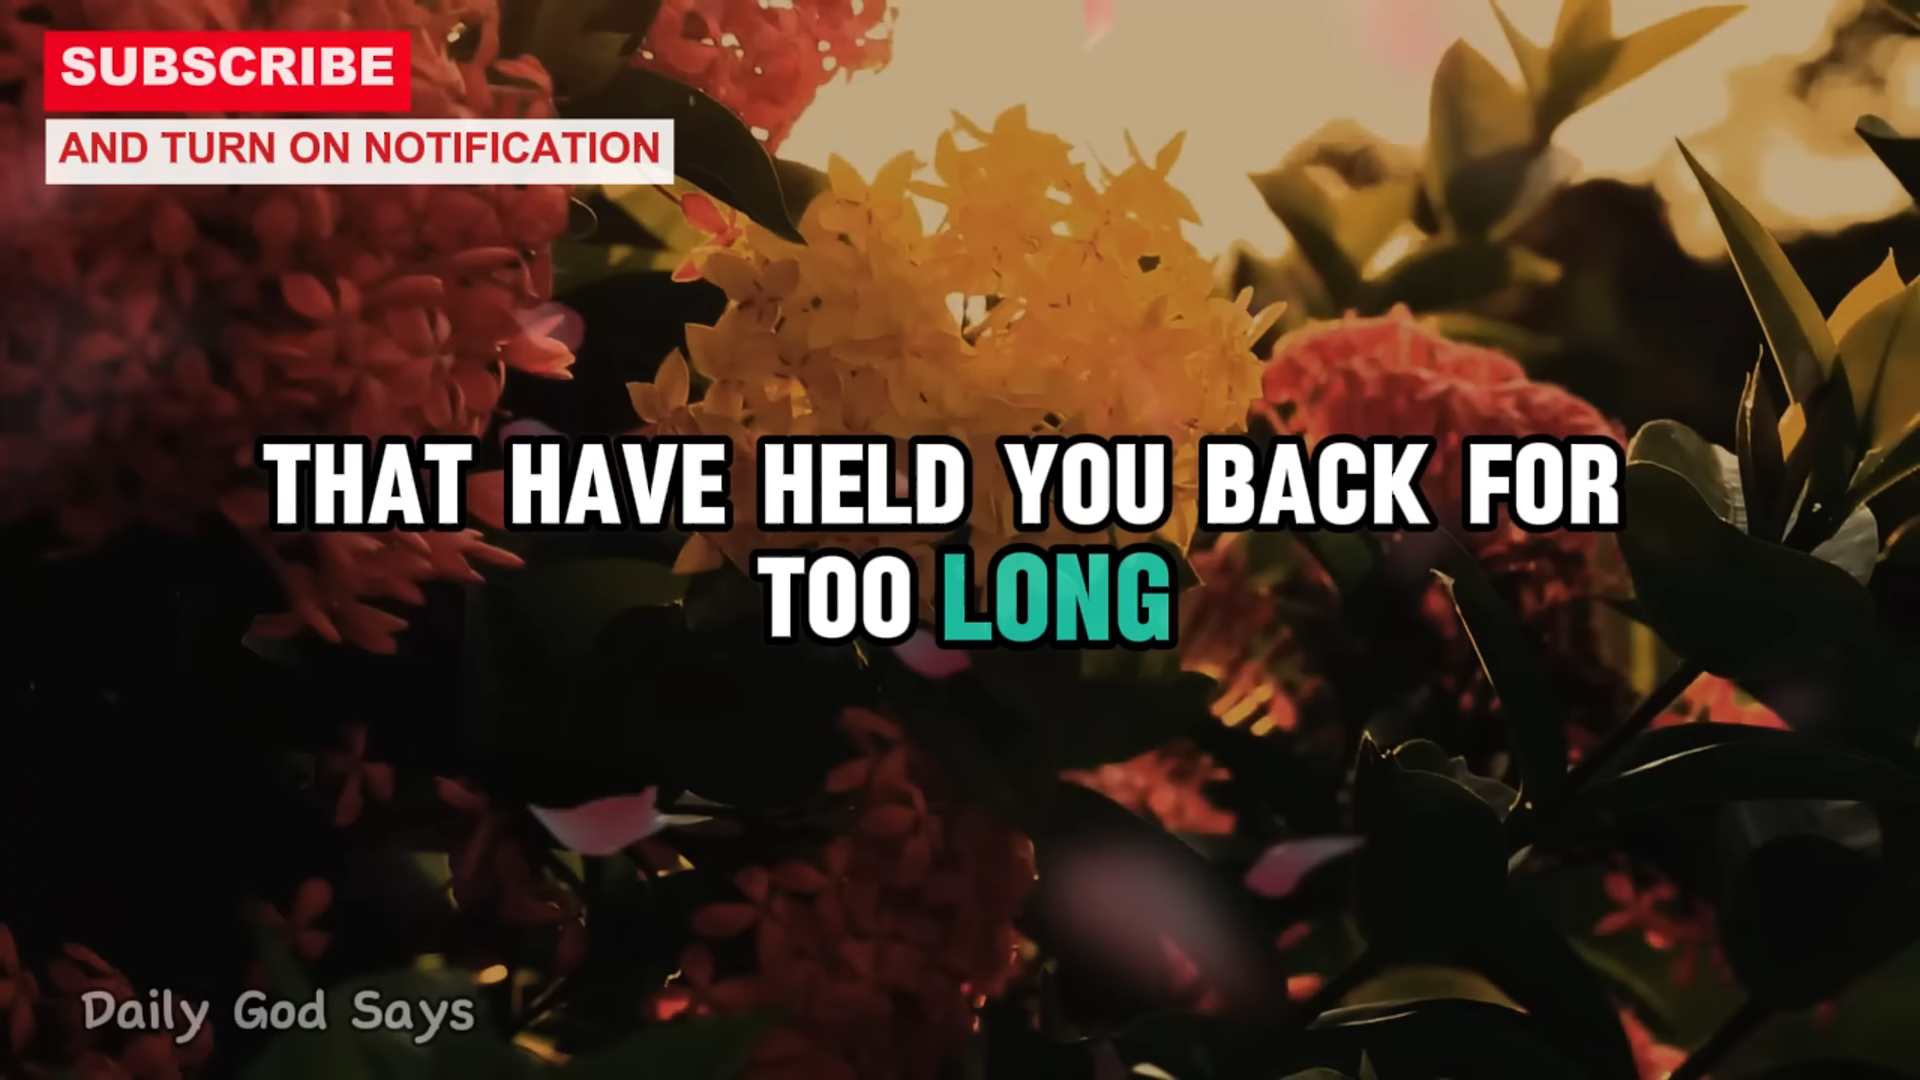 SUBSCRIBE
AND TURN ON NOTIFICATION
THAT HAVE HELD YOU BACK FOR
TOO LONG
Daily God Says